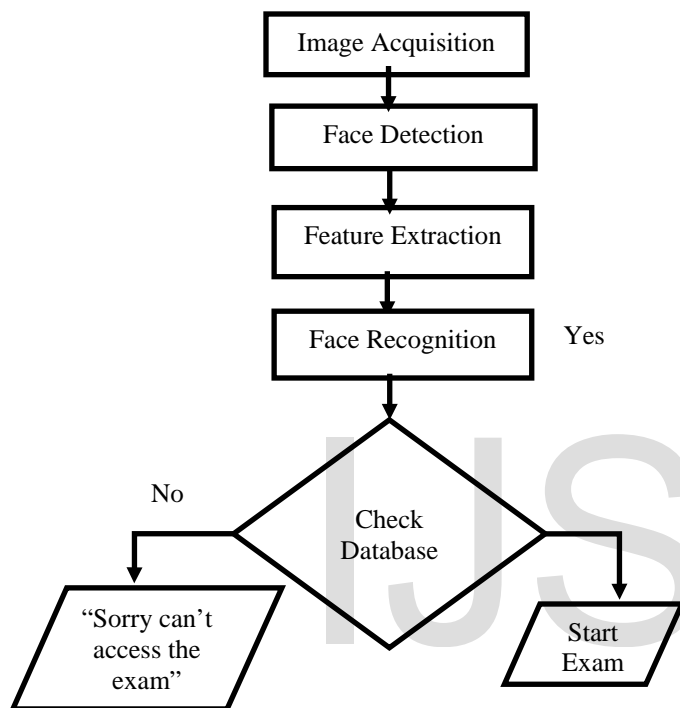 Image Acquisition
Face Detection
Feature Extraction
Face Recognition
Yes
No
Check
Database
“Sorry can’t
access the
exam”
Start
Exam
IJS